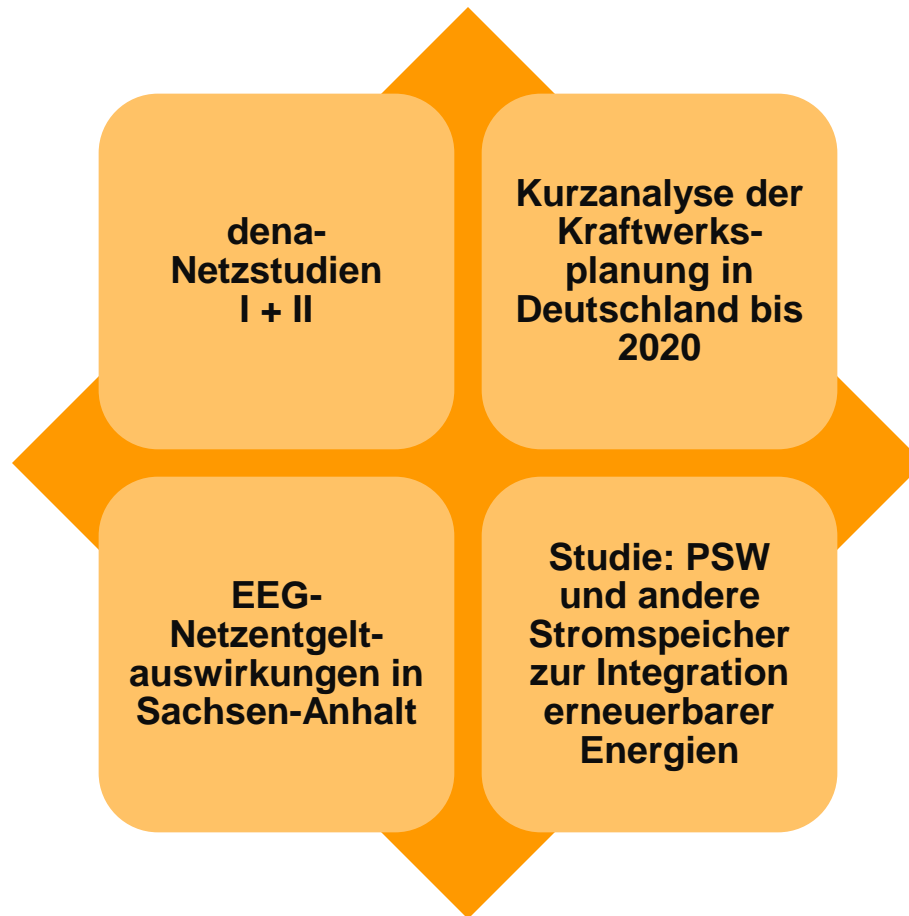 dena-
Netzstudien
I + II
Kurzanalyse der
Kraftwerks-
planung in
Deutschland bis
2020
EEG-
Netzentgelt-
auswirkungen in
Sachsen-Anhalt
Studie: PSW
und andere
Stromspeicher
zur Integration
erneuerbarer
Energien